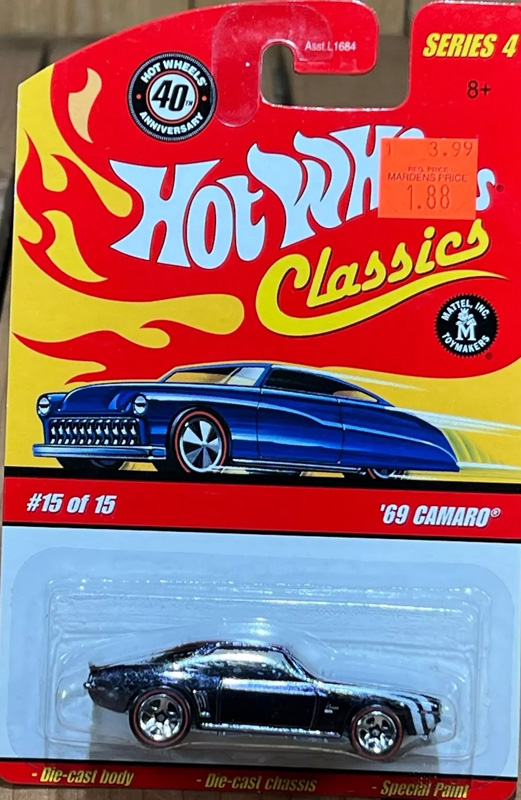 Asst.L1684
SERIES 4
8+
HOT WHEELS™
40TH
ANNIVERSARY
3.99
REG. PRICE
MARDENS PRICE
1.88
HOT WHEELS®
Classics
MATTEL, INC.
M
TOYMAKERS®
#15 of 15
'69 CAMARO®
- Die-cast body
- Die-cast chassis
- Special Paint